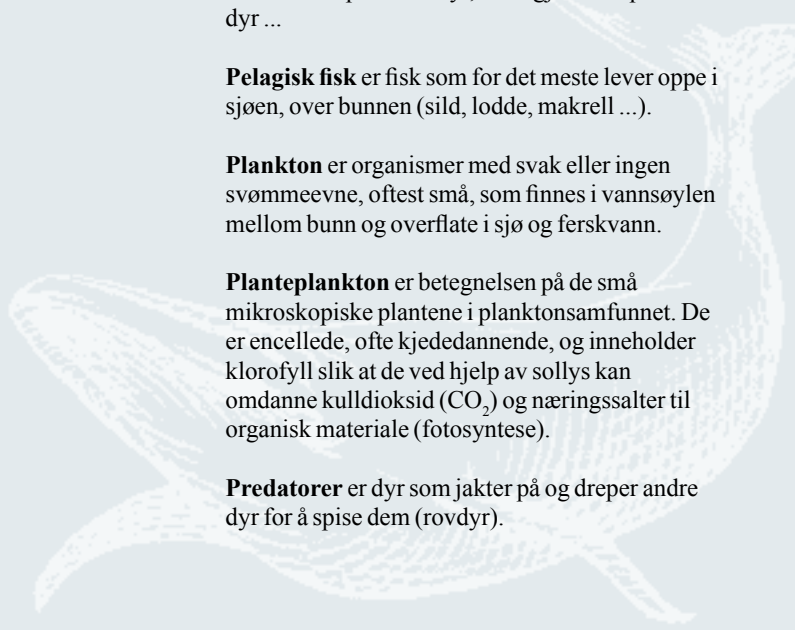 dyr ...
Pelagisk fisk er fisk som for det meste lever oppe i
sjøen, over bunnen (sild, lodde, makrell ...).
Plankton er organismer med svak eller ingen
svømmeevne, oftest små, som finnes i vannsøylen
mellom bunn og overflate i sjø og ferskvann.
Planteplankton er betegnelsen på de små
mikroskopiske plantene i planktonsamfunnet. De
er encellede, ofte kjededannende, og inneholder
klorofyll slik at de ved hjelp av sollys kan
omdanne kulldioksid (CO₂) og næringssalter til
organisk materiale (fotosyntese).
Predatorer er dyr som jakter på og dreper andre
dyr for å spise dem (rovdyr).